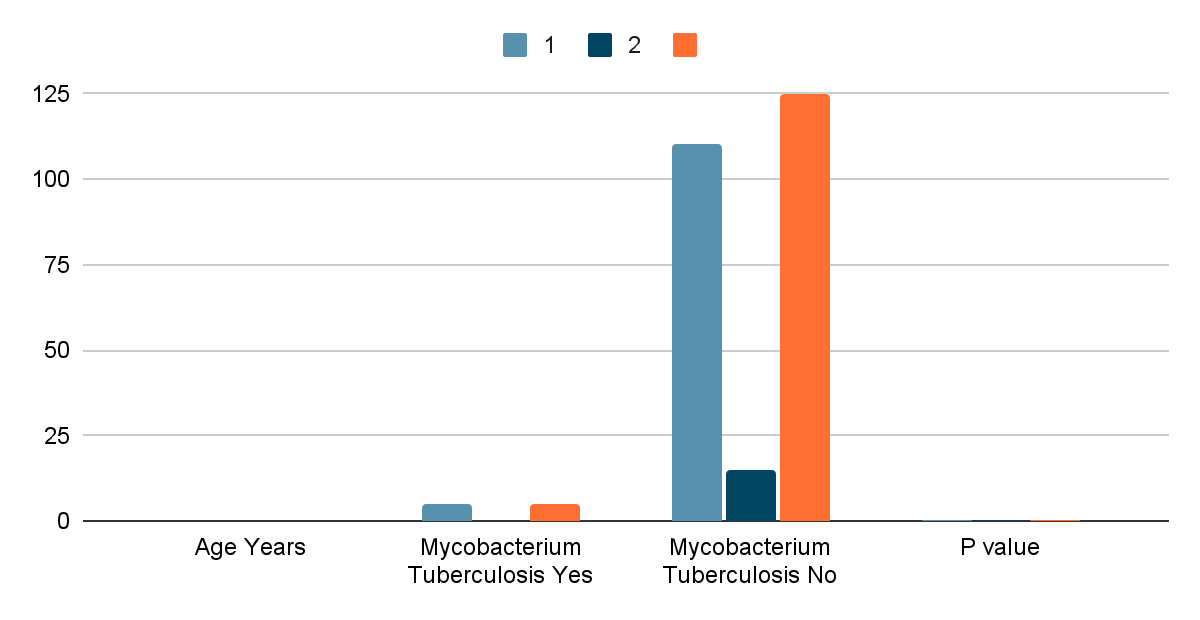 1 2
125
100
75
50
25
0
Age Years
Mycobacterium
Tuberculosis Yes
Mycobacterium
Tuberculosis No
P value